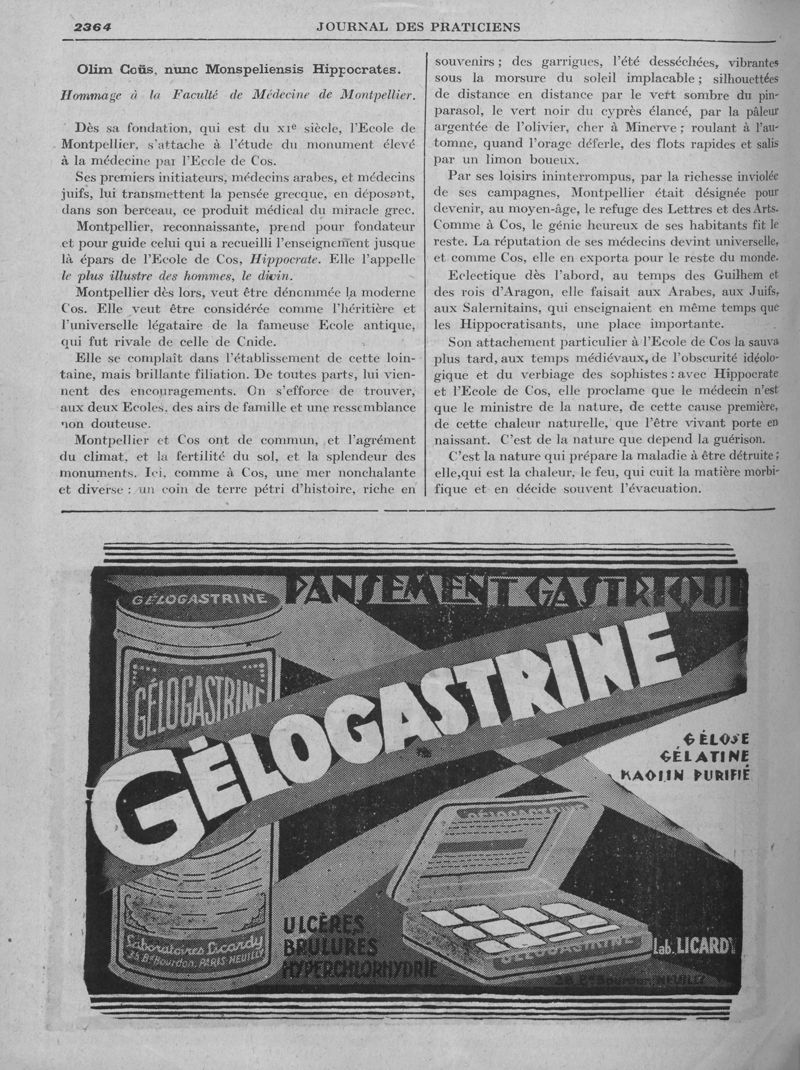 2364
JOURNAL DES PRATICIENS
Olim Coüs, nunc Monspeliensis Hippocrates.
Hommage à la Faculté de Médecine de Montpellier.
Dès sa fondation, qui est du XIe siècle, l'Ecole de
Montpellier, s'attache à l'étude du monument élevé
à la médecine par l'Ecole de Cos.
Ses premiers initiateurs, médecins arabes, et médecins
juifs, lui transmettent la pensée grecque, en déposant,
dans son berceau, ce produit médical du miracle grec.
Montpellier, reconnaissante, prend pour fondateur
et pour guide celui qui a recueilli l'enseignement jusque
là épars de l'Ecole de Cos, Hippocrate. Elle l'appelle
le plus illustre des hommes, le divin.
Montpellier dès lors, veut être dénommée la moderne
Cos. Elle veut être considérée comme l'héritière et
l'universelle légataire de la fameuse Ecole antique,
qui fut rivale de celle de Cnide.
Elle se complaît dans l'établissement de cette loin-
taine, mais brillante filiation. De toutes parts, lui vien-
nent des encouragements. On s'efforce de trouver,
aux deux Ecoles, des airs de famille et une ressemblance
non douteuse.
Montpellier et Cos ont de commun, et l'agrément
du climat, et la fertilité du sol, et la splendeur des
monuments. Ici, comme à Cos, une mer nonchalante
et diverse : un coin de terre pétri d'histoire, riche en
souvenirs ; des garrigues, l'été desséchées, vibrantes
sous la morsure du soleil implacable ; silhouettées
de distance en distance par le vert sombre du pin-
parasol, le vert noir du cyprès élancé, par la pâleur
argentée de l'olivier, cher à Minerve ; roulant à l'au-
tomne, quand l'orage déferle, des flots rapides et salis
par un limon boueux.
Par ses loisirs ininterrompus, par la richesse inviolée
de ses campagnes, Montpellier était désignée pour
devenir, au moyen-âge, le refuge des Lettres et des Arts.
Comme à Cos, le génie heureux de ses habitants fit le
reste. La réputation de ses médecins devint universelle,
et comme Cos, elle en exporta pour le reste du monde.
Eclectique dès l'abord, au temps des Guilhem et
des rois d'Aragon, elle faisait aux Arabes, aux Juifs,
aux Salernitains, qui enseignaient en même temps que
les Hippocratisants, une place importante.
Son attachement particulier à l'Ecole de Cos la sauva
plus tard, aux temps médiévaux, de l'obscurité idéolo-
gique et du verbiage des sophistes : avec Hippocrate
et l'Ecole de Cos, elle proclame que le médecin n'est
que le ministre de la nature, de cette cause première,
de cette chaleur naturelle, que l'être vivant porte en
naissant. C'est de la nature que depend la guérison.
C'est la nature qui prépare la maladie à être détruite ;
elle,qui est la chaleur, le feu, qui cuit la matière morbi-
fique et en décide souvent l'évacuation.
PANSEMENT GASTRIQUE
GÉLOGASTRINE
GÉLOGASTRINE
GÉLOGASTRINE
GÉLOSE
GÉLATINE
KAOLIN PURIFIÉ
GÉLOGASTRINE
GÉLOGASTRINE
ULCÈRES
BRULURES
HYPERCHLORHYDRIE
Laboratoires Licardy
38 Bd Bourdon. PARIS NEUILLY
Lab. LICARDY
38 Bd Bourdon, NEUILLY